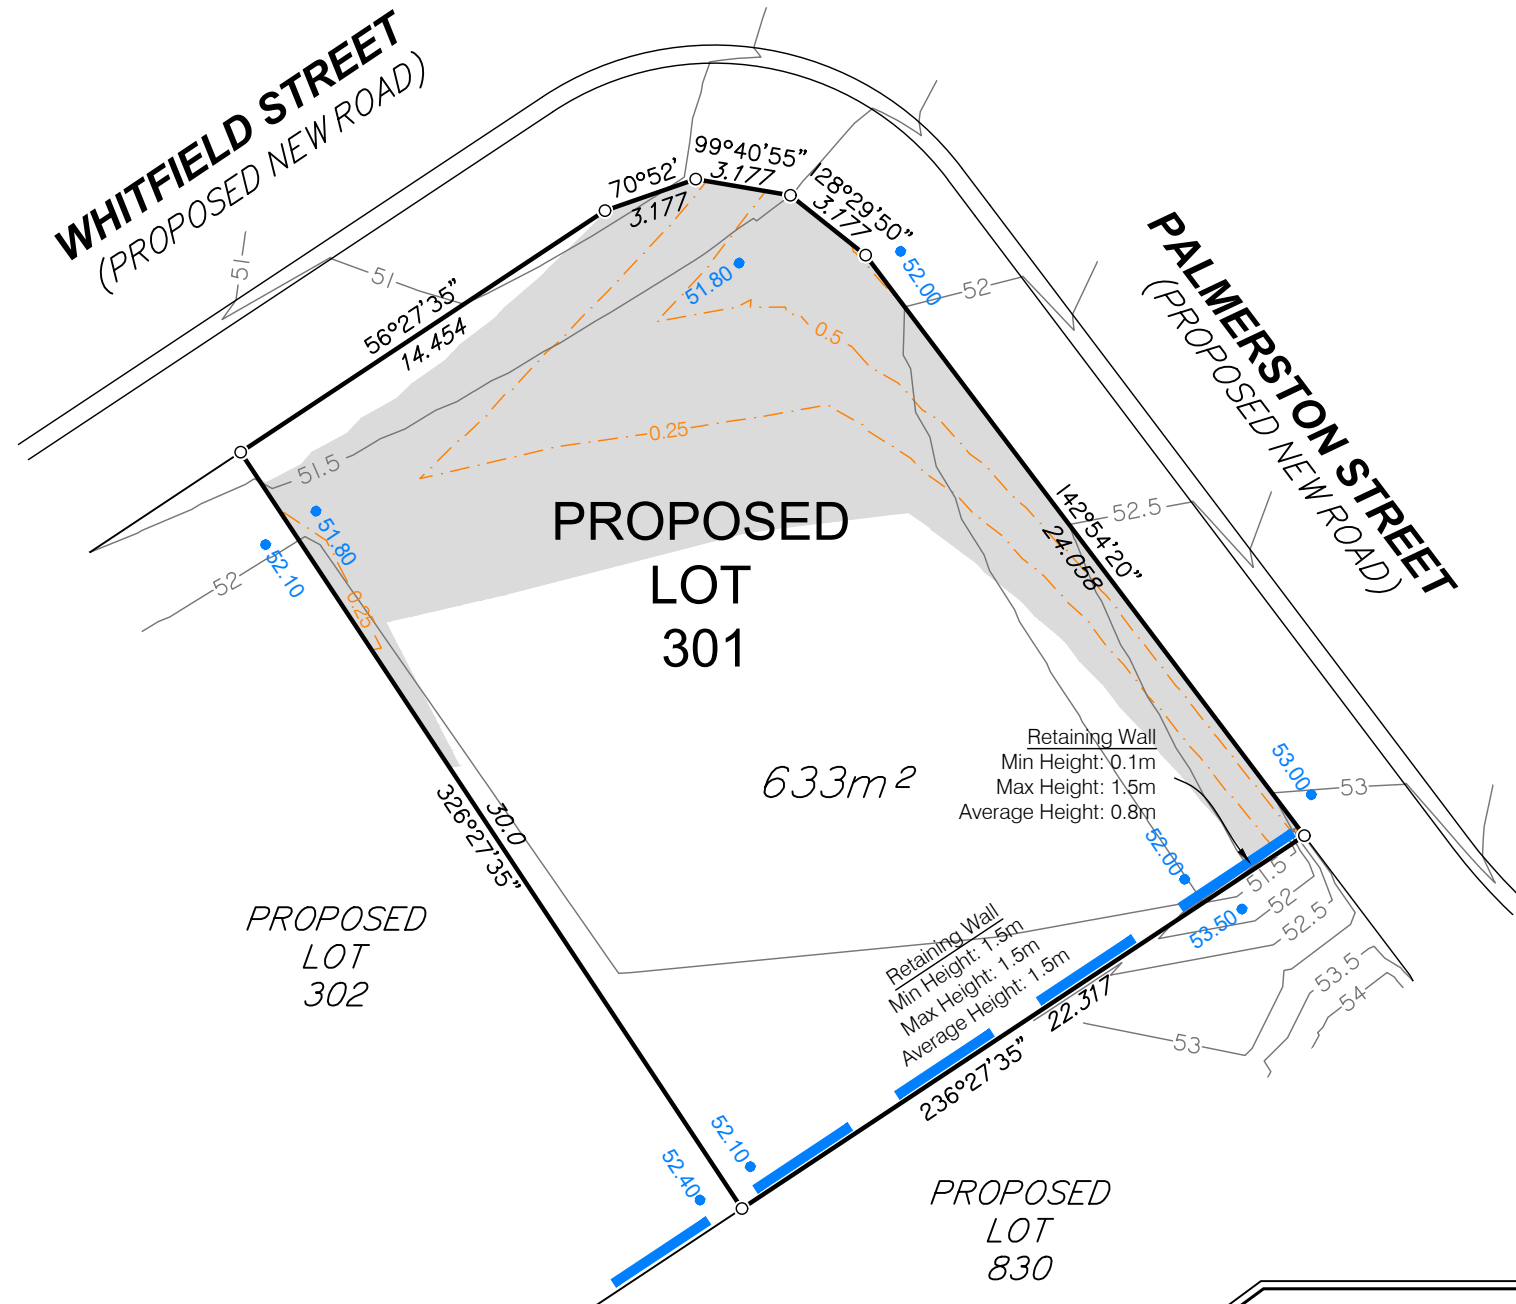 WHITFIELD STREET
(PROPOSED NEW ROAD)
PALMERSTON STREET
(PROPOSED NEW ROAD)
70°52'
3.177
99°40'55"
3.177
128°29'50"
3.177
56°27'35"
14.454
142°54'20"
24.058
326°27'35"
30.0
236°27'35"
22.317
51
51
51.5
52
52
52.5
53
51.5
52
52.5
53
53.5
54
51.80
52.00
51.80
52.10
53.00
52.00
53.50
52.10
52.40
0.5
0.25
0.25
PROPOSED
LOT
301
633m²
Retaining Wall
Min Height: 0.1m
Max Height: 1.5m
Average Height: 0.8m
Retaining Wall
Min Height: 1.5m
Max Height: 1.5m
Average Height: 1.5m
PROPOSED
LOT
302
PROPOSED
LOT
830